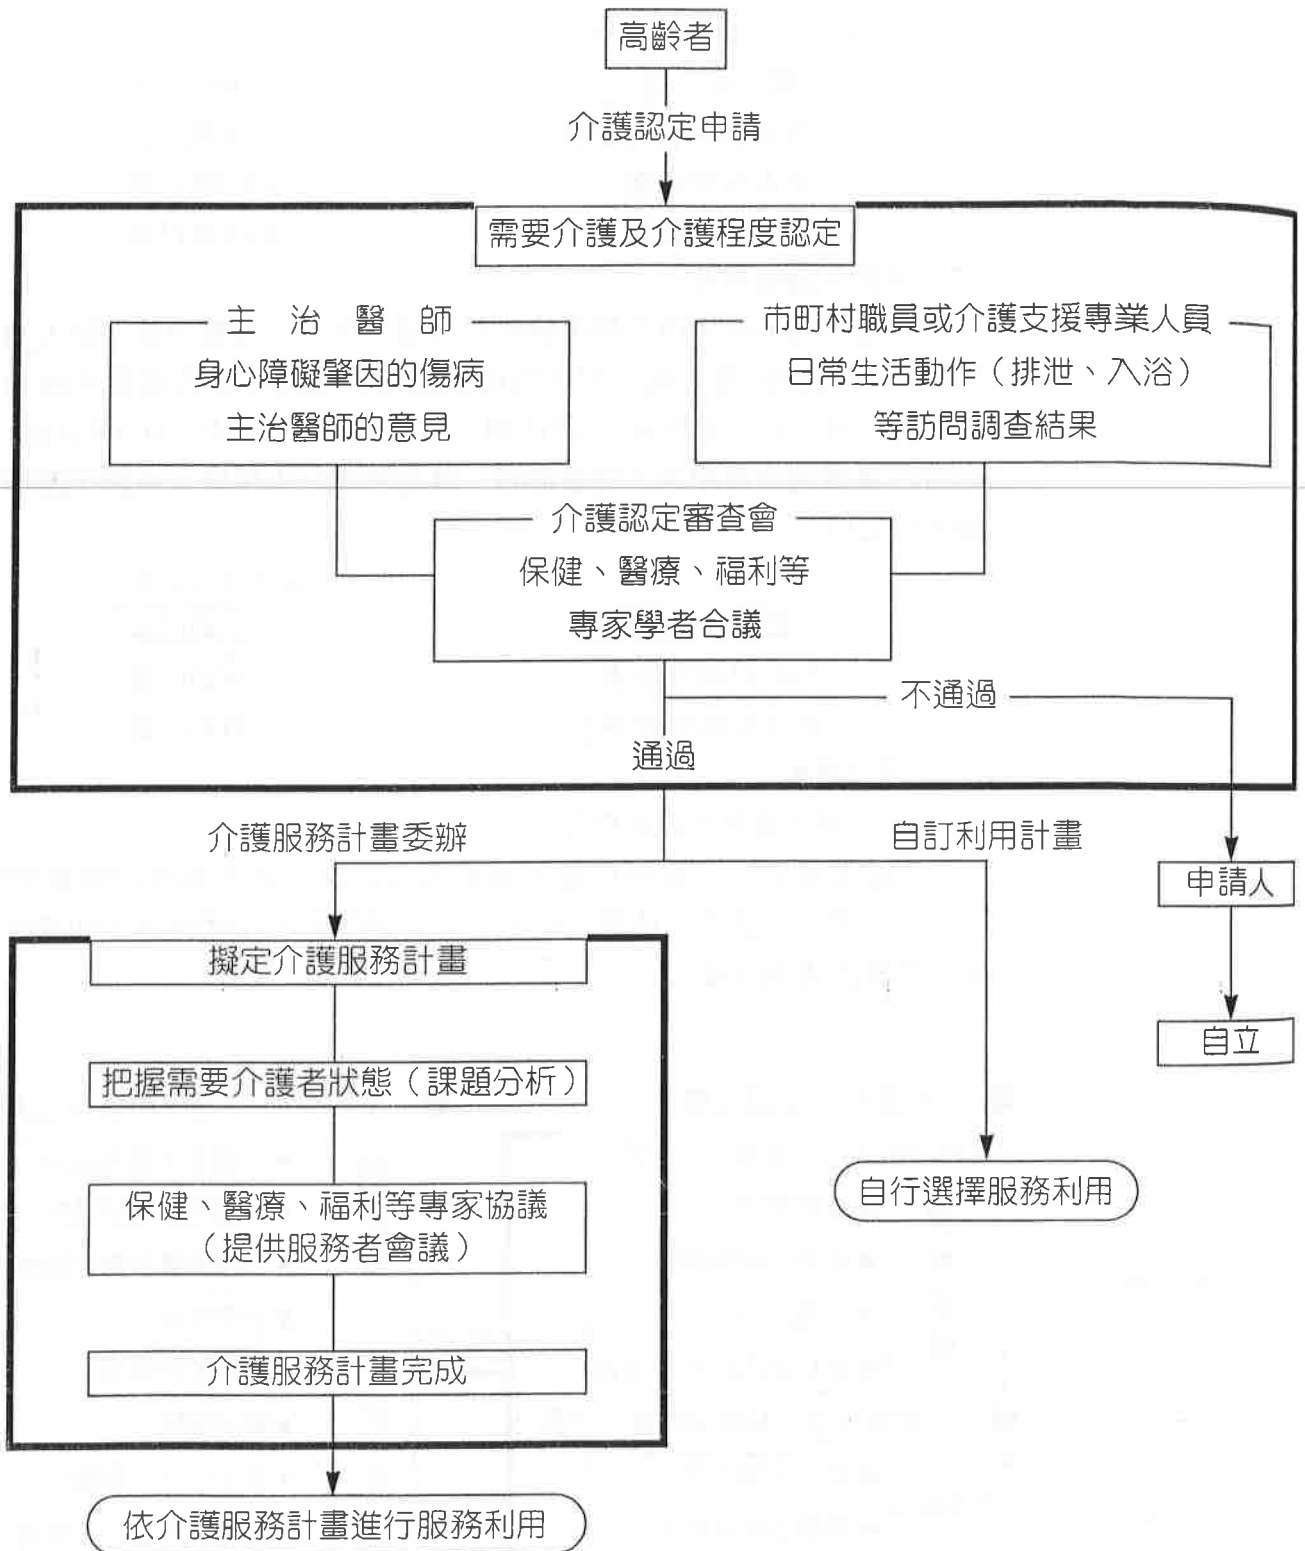 高齡者
介護認定申請
需要介護及介護程度認定
主治醫師
身心障礙肇因的傷病
主治醫師的意見
市町村職員或介護支援專業人員
日常生活動作（排泄、入浴）
等訪問調查結果
介護認定審查會
保健、醫療、福利等
專家學者合議
不通過
通過
介護服務計畫委辦
自訂利用計畫
申請人
擬定介護服務計畫
自立
把握需要介護者狀態（課題分析）
自行選擇服務利用
保健、醫療、福利等專家協議
（提供服務者會議）
介護服務計畫完成
依介護服務計畫進行服務利用